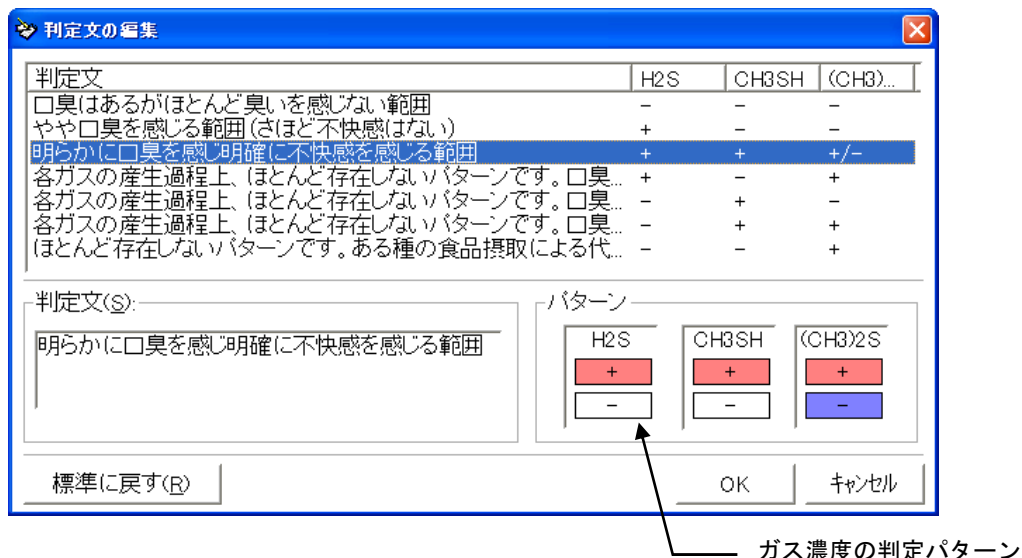 判定文の編集
判定文 H2S CH3SH (CH3)...
口臭はあるがほとんど臭いを感じない範囲 − − −
やや口臭を感じる範囲(さほど不快感はない) + − −
明らかに口臭を感じ明確に不快感を感じる範囲 + + +/−
各ガスの産生過程上、ほとんど存在しないパターンです。口臭... + − +
各ガスの産生過程上、ほとんど存在しないパターンです。口臭... − + −
各ガスの産生過程上、ほとんど存在しないパターンです。口臭... − + +
ほとんど存在しないパターンです。ある種の食品摂取による代... − − +
判定文(S): パターン
明らかに口臭を感じ明確に不快感を感じる範囲
H2S CH3SH (CH3)2S
+ + +
− − −
標準に戻す(R) OK キャンセル
ガス濃度の判定パターン